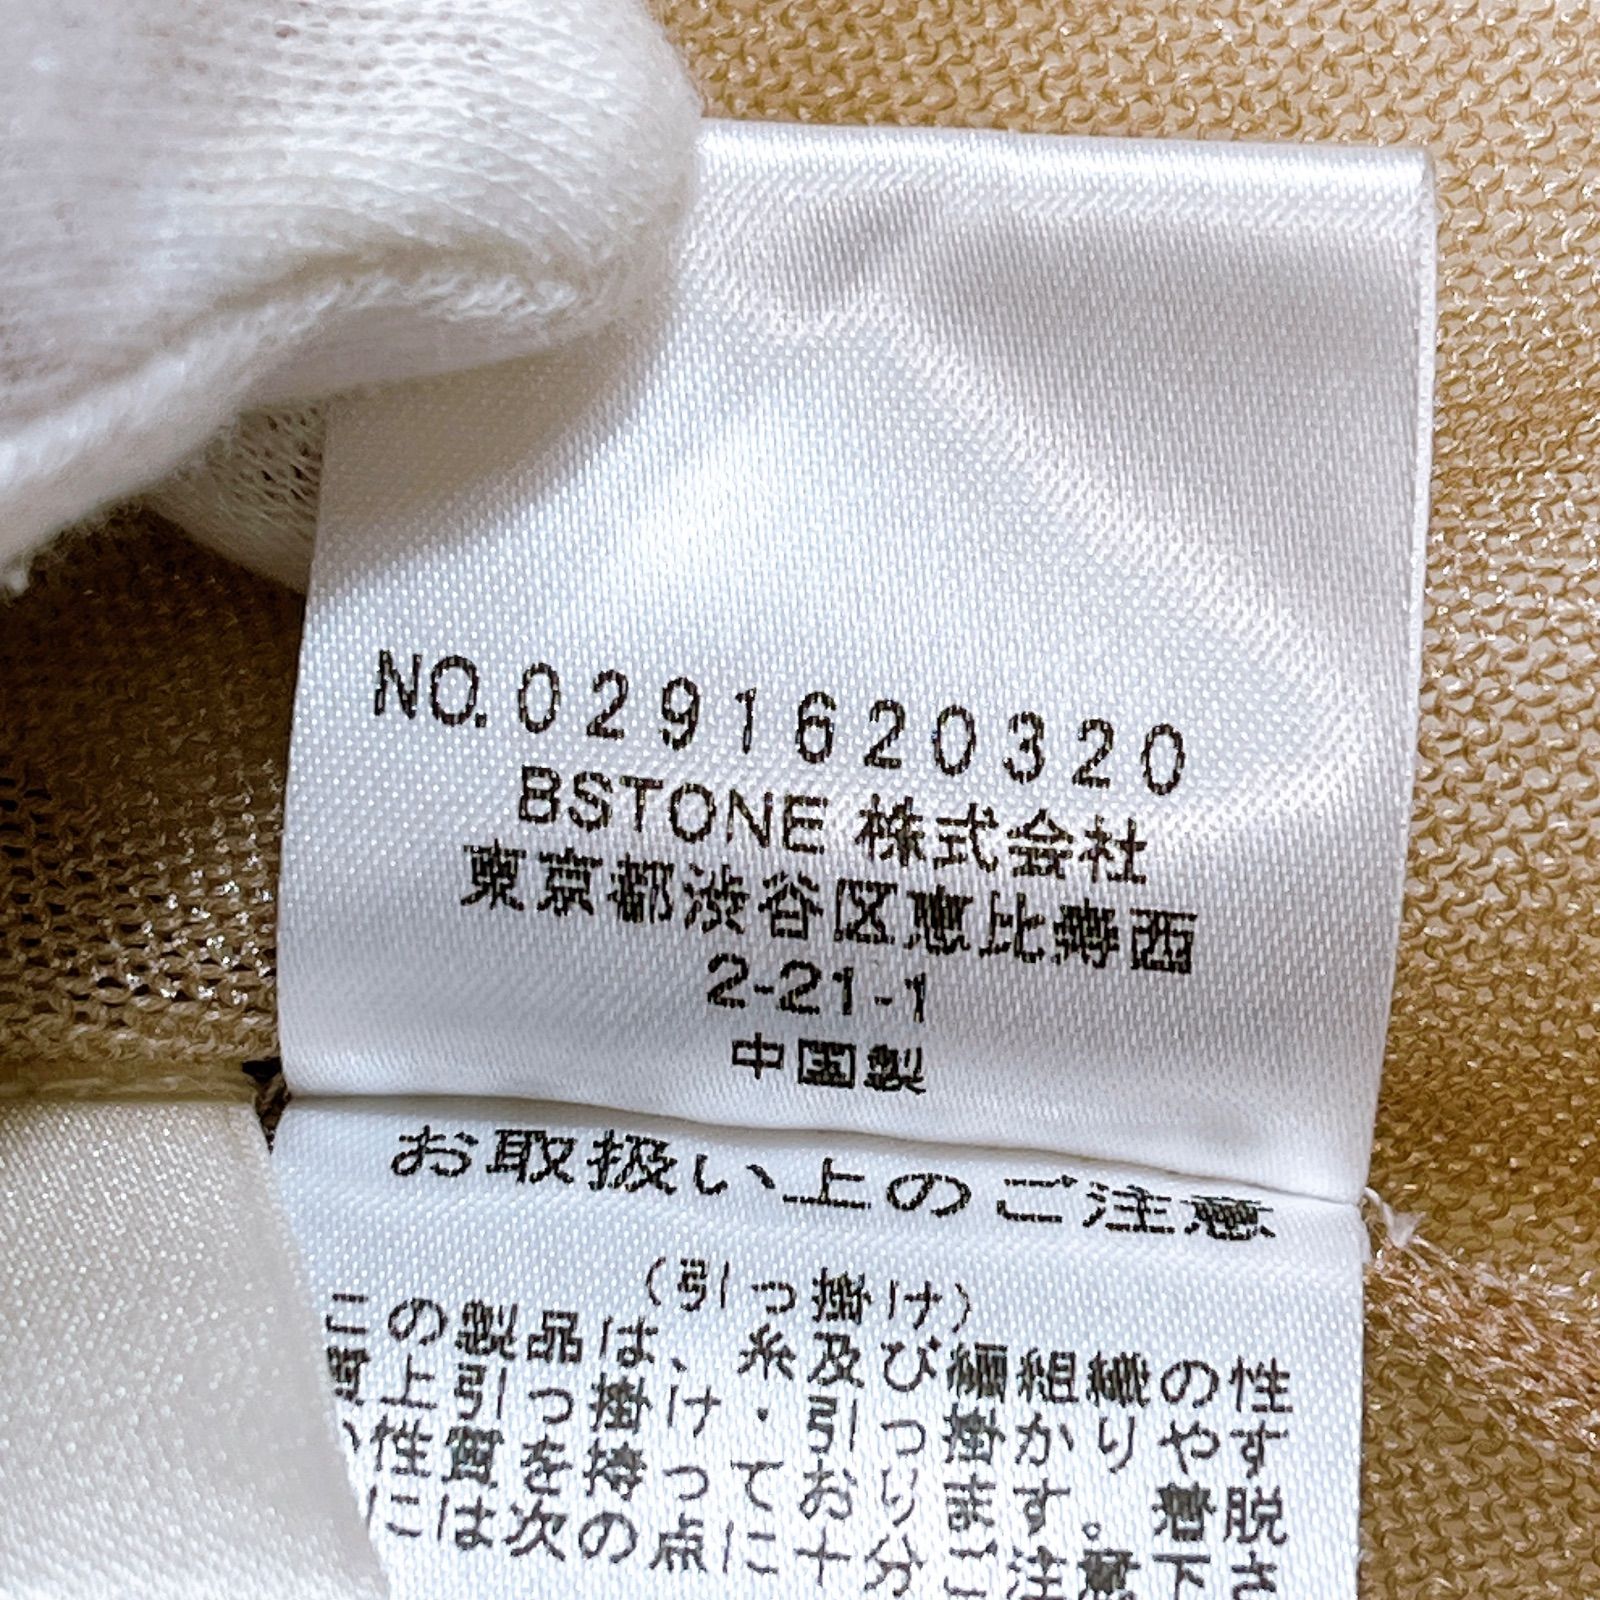 NO.0291620320
BSTONE 株式会社
東京都渋谷区恵比寿西
2-21-1
中国製
お取扱い上のご注意
(引っ掛け)
この製品は、糸及び編組織の性
質上引っ掛け・引っ掛かりやす
い性質を持っております。着脱
には次の点に十分ご注意下さ